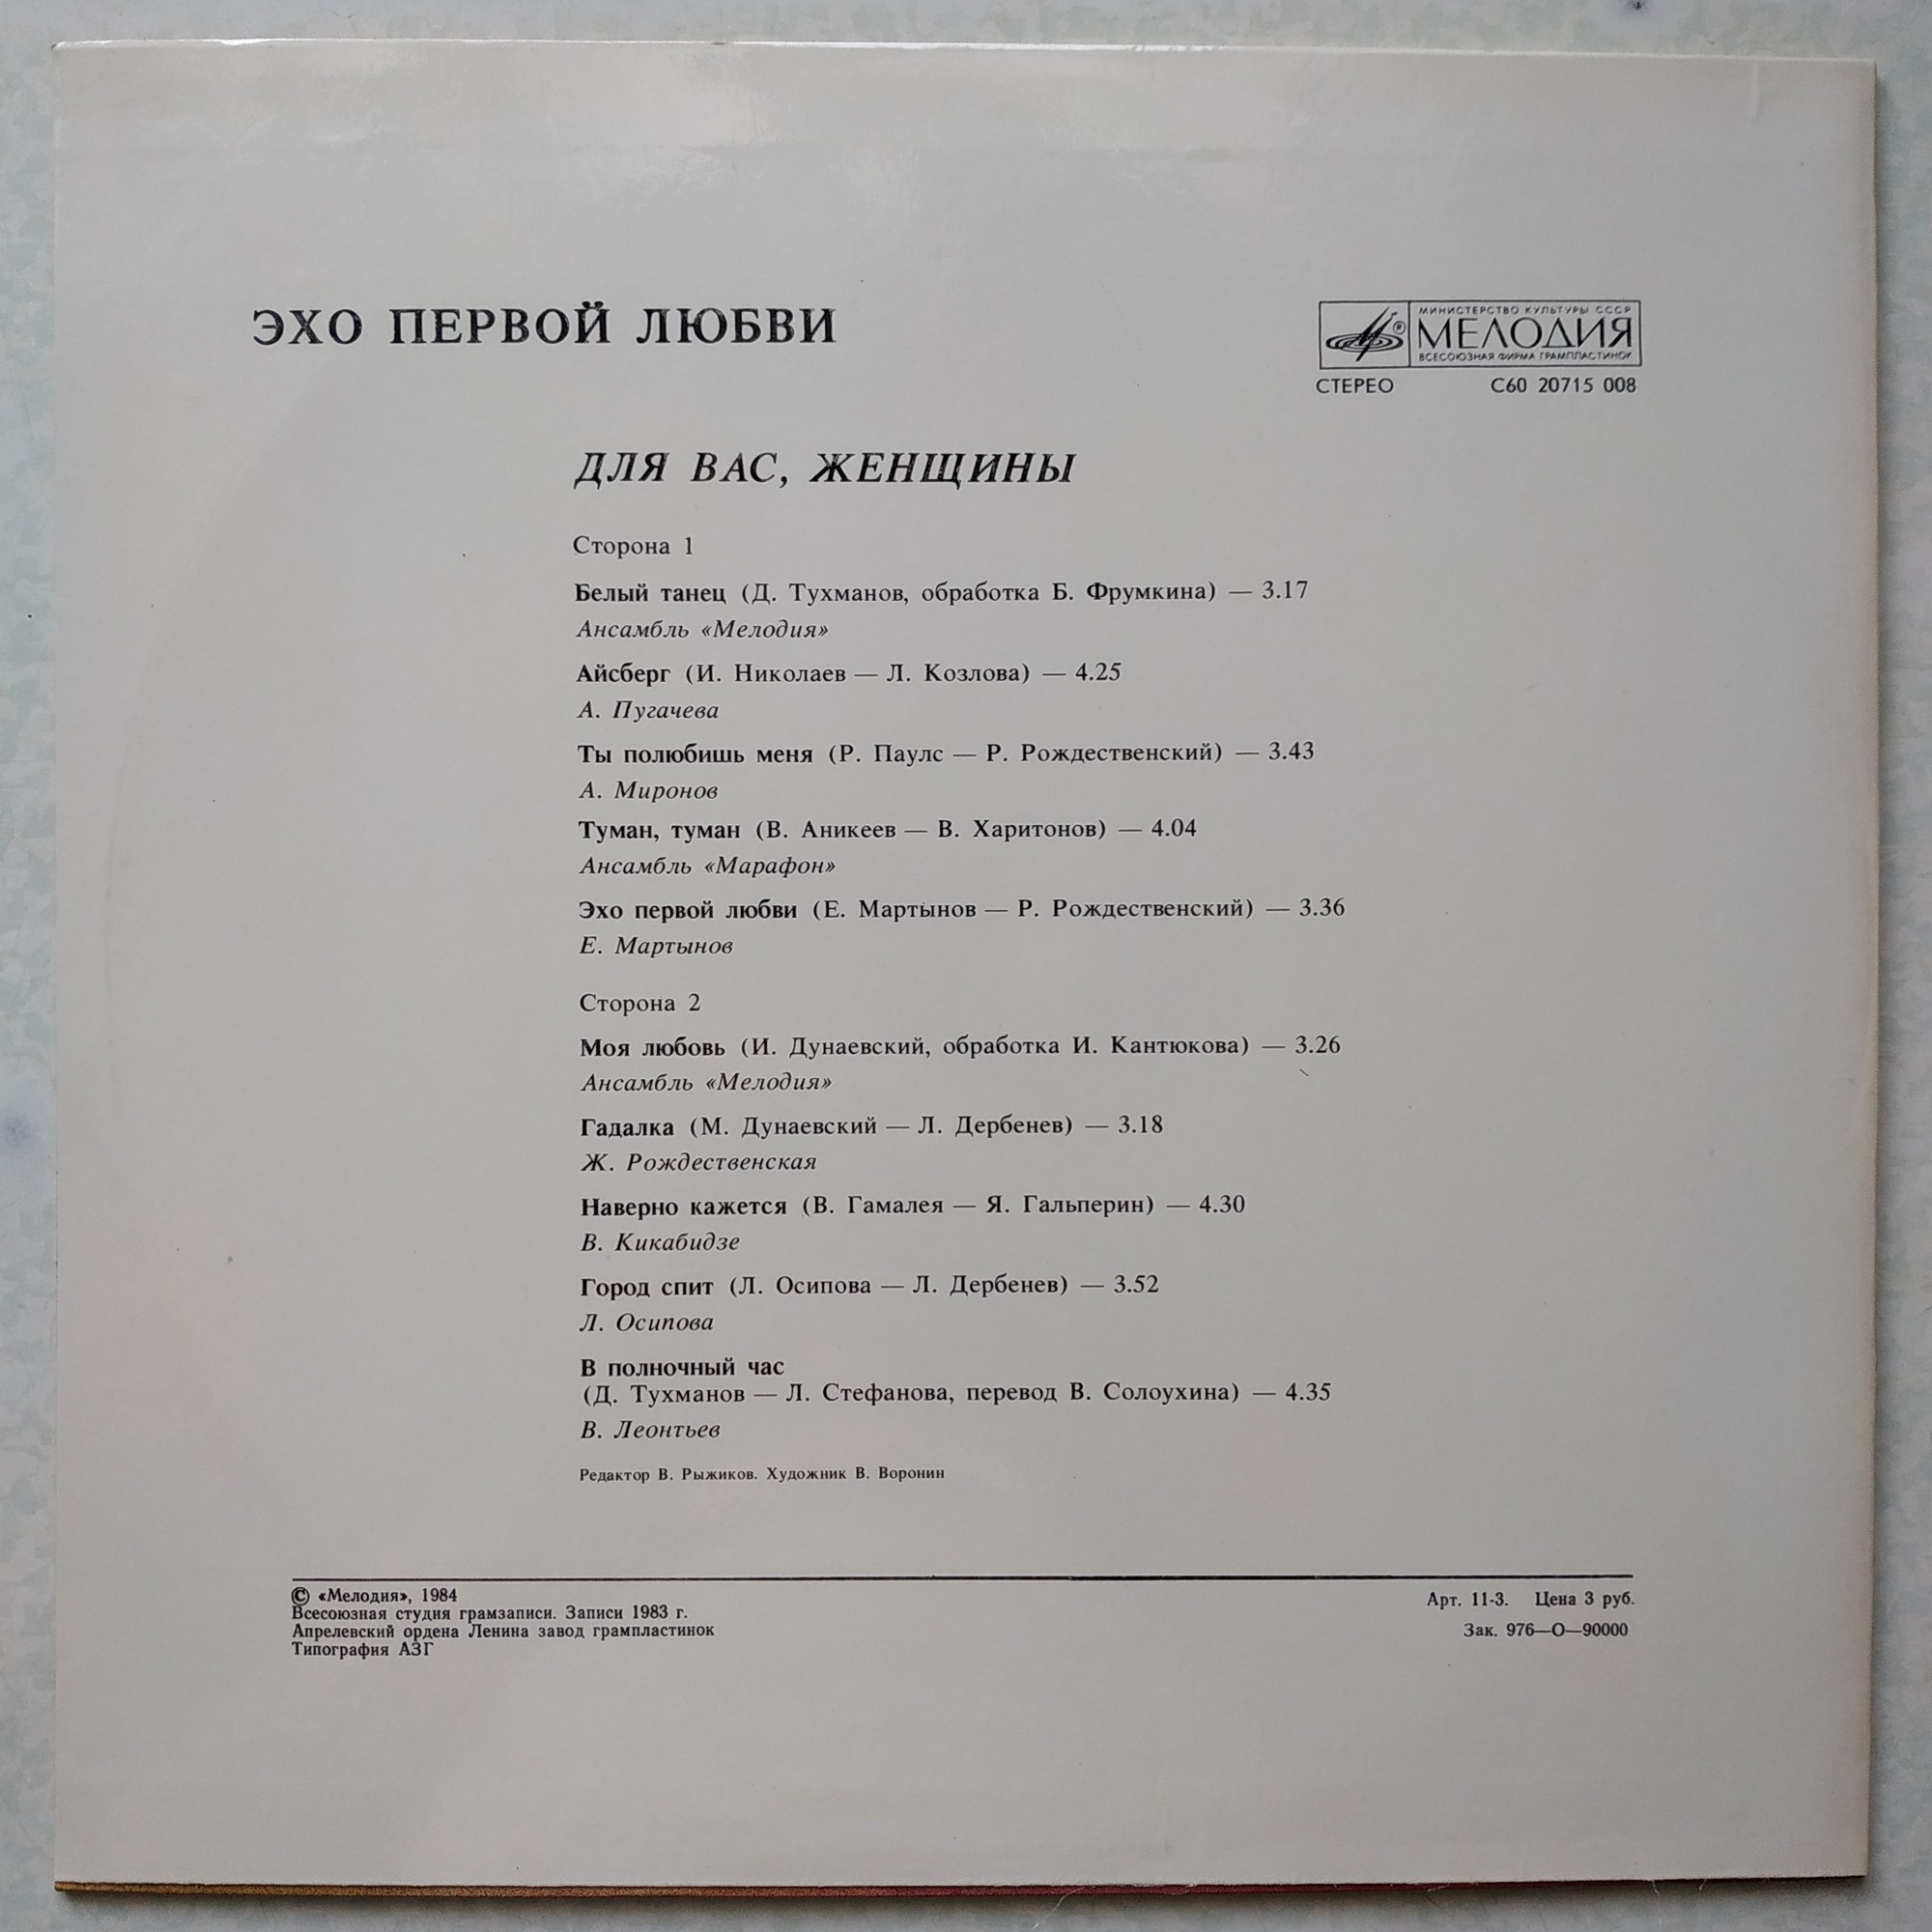 ЭХО ПЕРВОЙ ЛЮБВИ
МИНИСТЕРСТВО КУЛЬТУРЫ СССР
МЕЛОДИЯ
ВСЕСОЮЗНАЯ ФИРМА ГРАМПЛАСТИНОК
СТЕРЕО С60 20715 008
ДЛЯ ВАС, ЖЕНЩИНЫ
Сторона 1
Белый танец (Д. Тухманов, обработка Б. Фрумкина) — 3.17
Ансамбль «Мелодия»
Айсберг (И. Николаев — Л. Козлова) — 4.25
А. Пугачева
Ты полюбишь меня (Р. Паулс — Р. Рождественский) — 3.43
А. Миронов
Туман, туман (В. Аникеев — В. Харитонов) — 4.04
Ансамбль «Марафон»
Эхо первой любви (Е. Мартынов — Р. Рождественский) — 3.36
Е. Мартынов
Сторона 2
Моя любовь (И. Дунаевский, обработка И. Кантюкова) — 3.26
Ансамбль «Мелодия»
Гадалка (М. Дунаевский — Л. Дербенев) — 3.18
Ж. Рождественская
Наверно кажется (В. Гамалея — Я. Гальперин) — 4.30
В. Кикабидзе
Город спит (Л. Осипова — Л. Дербенев) — 3.52
Л. Осипова
В полночный час
(Д. Тухманов — Л. Стефанова, перевод В. Солоухина) — 4.35
В. Леонтьев
Редактор В. Рыжиков. Художник В. Воронин
© «Мелодия», 1984
Всесоюзная студия грамзаписи. Записи 1983 г.
Апрелевский ордена Ленина завод грампластинок
Типография АЗГ
Арт. 11-3. Цена 3 руб.
Зак. 976—О—90000